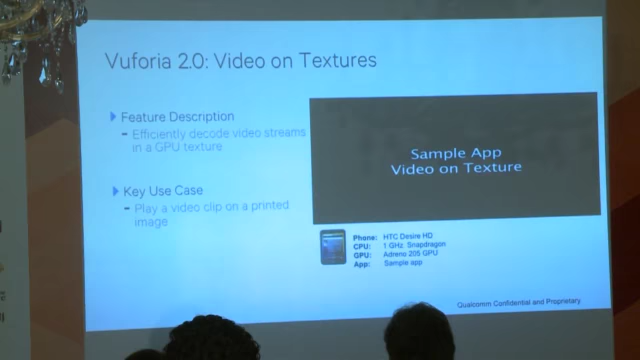 Vuforia 2.0: Video on Textures
Feature Description
- Efficiently decode video streams
in a GPU texture
Key Use Case
- Play a video clip on a printed
image
Sample App
Video on Texture
Phone: HTC Desire HD
CPU: 1 GHz Snapdragon
GPU: Adreno 205 GPU
App: Sample app
Qualcomm Confidential and Proprietary